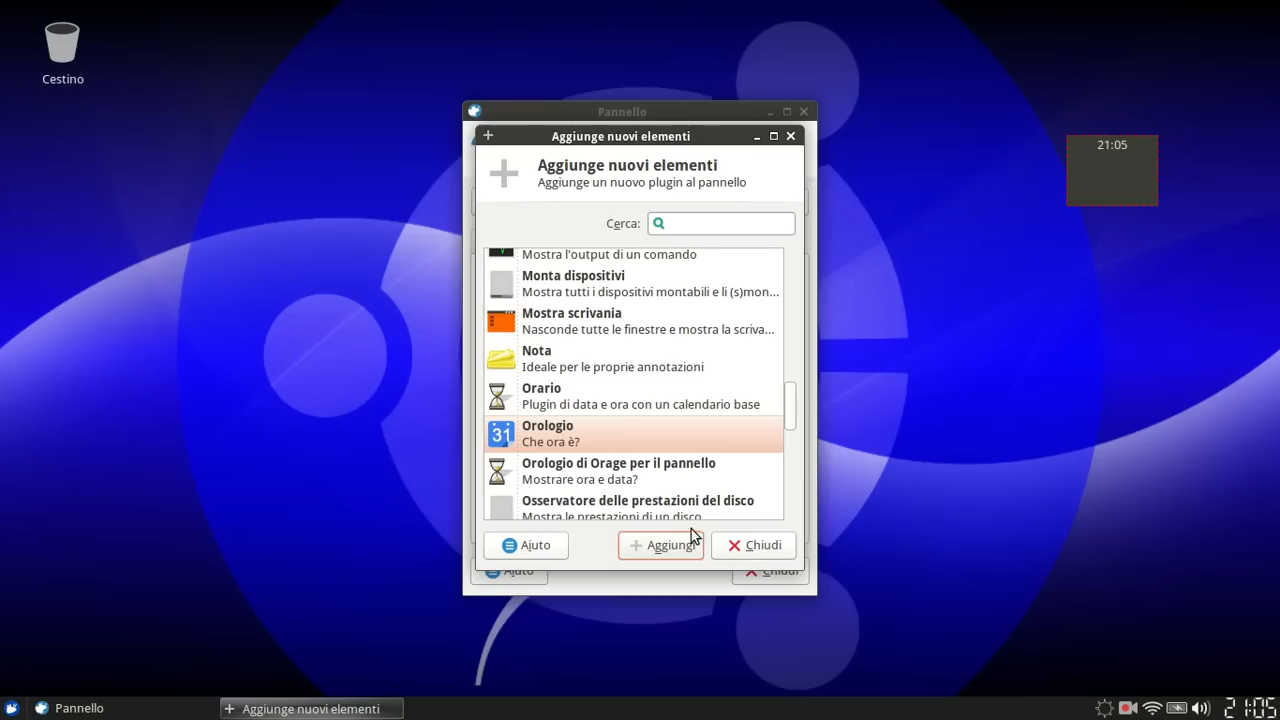 Cestino
Pannello
Aggiunge nuovi elementi
21:05
Aggiunge nuovi elementi
Aggiunge un nuovo plugin al pannello
Cerca:
Mostra l'output di un comando
Monta dispositivi
Mostra tutti i dispositivi montabili e li (s)mon...
Mostra scrivania
Nasconde tutte le finestre e mostra la scriva...
Nota
Ideale per le proprie annotazioni
Orario
Plugin di data e ora con un calendario base
31
Orologio
Che ora è?
Orologio di Orage per il pannello
Mostrare ora e data?
Osservatore delle prestazioni del disco
Mostra le prestazioni di un disco
Aiuto
Aggiungi
Chiudi
Aiuto
Chiudi
Pannello
Aggiunge nuovi elementi
21:05